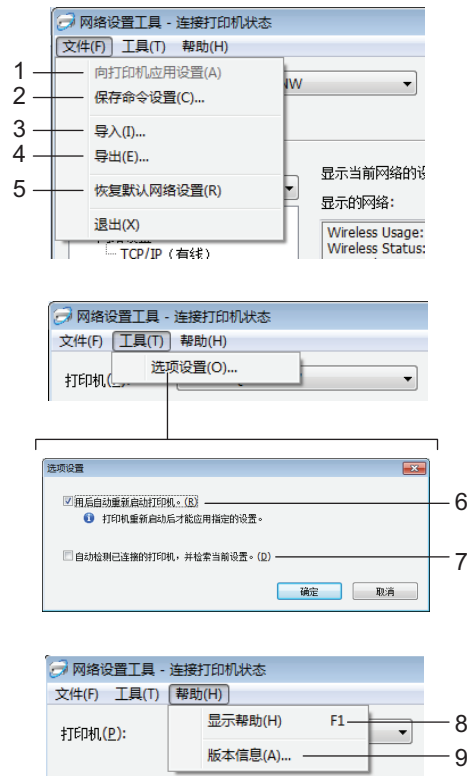 网络设置工具 - 连接打印机状态
文件(F) 工具(T) 帮助(H)
1 向打印机应用设置(A)
NW
2 保存命令设置(C)...
3 导入(I)...
4 导出(E)...
5 恢复默认网络设置(R)
退出(X)
显示当前网络的
显示的网络:
Wireless Usage:
Wireless Status:
TCP/IP (有线)
网络设置工具 - 连接打印机状态
文件(F) 工具(T) 帮助(H)
选项设置(O)...
打印机(
选项设置
用后自动重新启动打印机。(R) 6
打印机重新启动后才能应用指定的设置。
自动检测已连接的打印机，并检索当前设置。(D) 7
确定 取消
网络设置工具 - 连接打印机状态
文件(F) 工具(T) 帮助(H)
打印机(P):
显示帮助(H) F1 8
版本信息(A)... 9